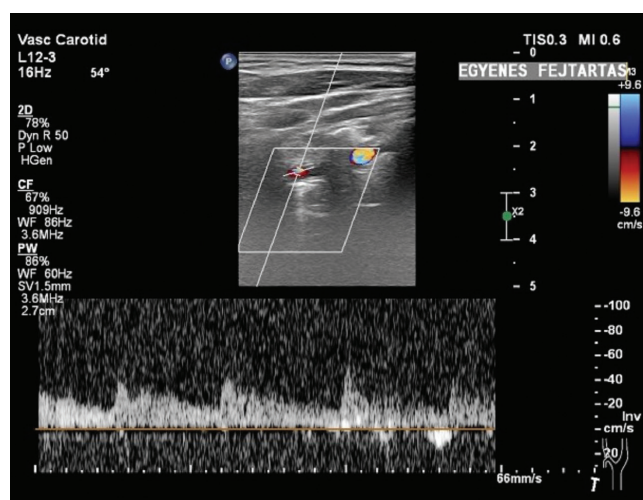 Vasc Carotid
L12-3
16Hz 54°
TIS0.3 MI 0.6
EGYENES FEJTARTAS
M3
+9.6
-9.6
cm/s
2D
78%
Dyn R 50
P Low
HGen
CF
67%
909Hz
WF 86Hz
3.6MHz
PW
86%
WF 60Hz
SV1.5mm
3.6MHz
2.7cm
P
0
1
2
3
X2
4
5
-100
-80
-60
-40
-20
Inv
cm/s
20
66mm/s
T